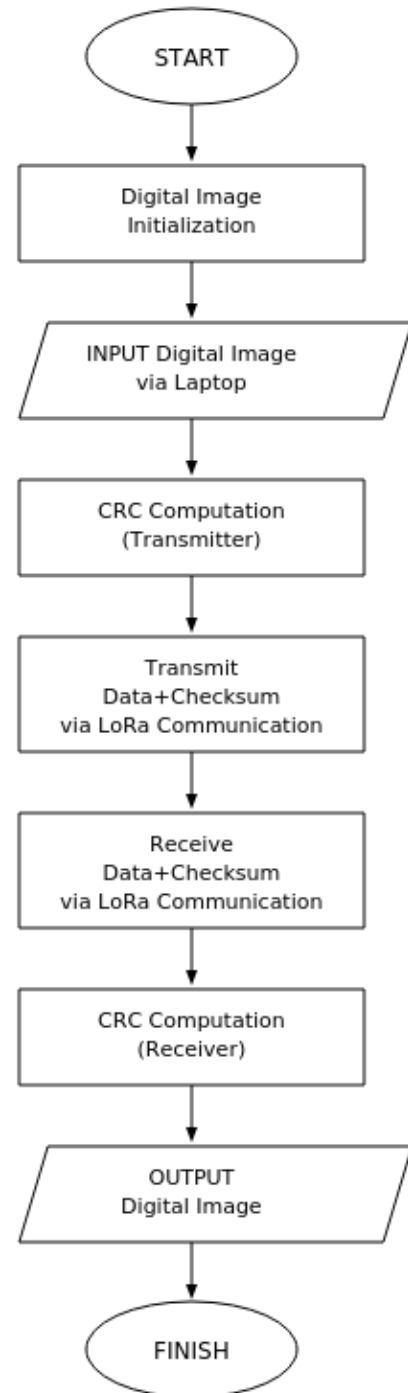 START
Digital Image
Initialization
INPUT Digital Image
via Laptop
CRC Computation
(Transmitter)
Transmit
Data+Checksum
via LoRa Communication
Receive
Data+Checksum
via LoRa Communication
CRC Computation
(Receiver)
OUTPUT
Digital Image
FINISH